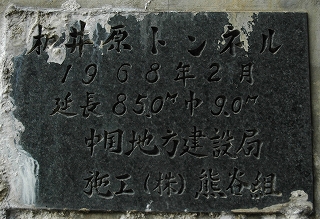 井原トンネル
1968年2月
延長85.0m巾9.0m
中国地方建設局
施工(株)熊谷組